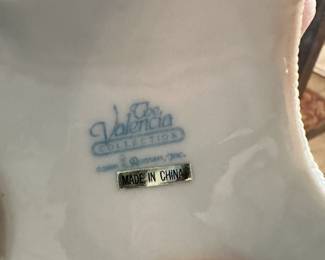 The
Valencia
COLLECTION
Roman, Inc.
MADE IN CHINA